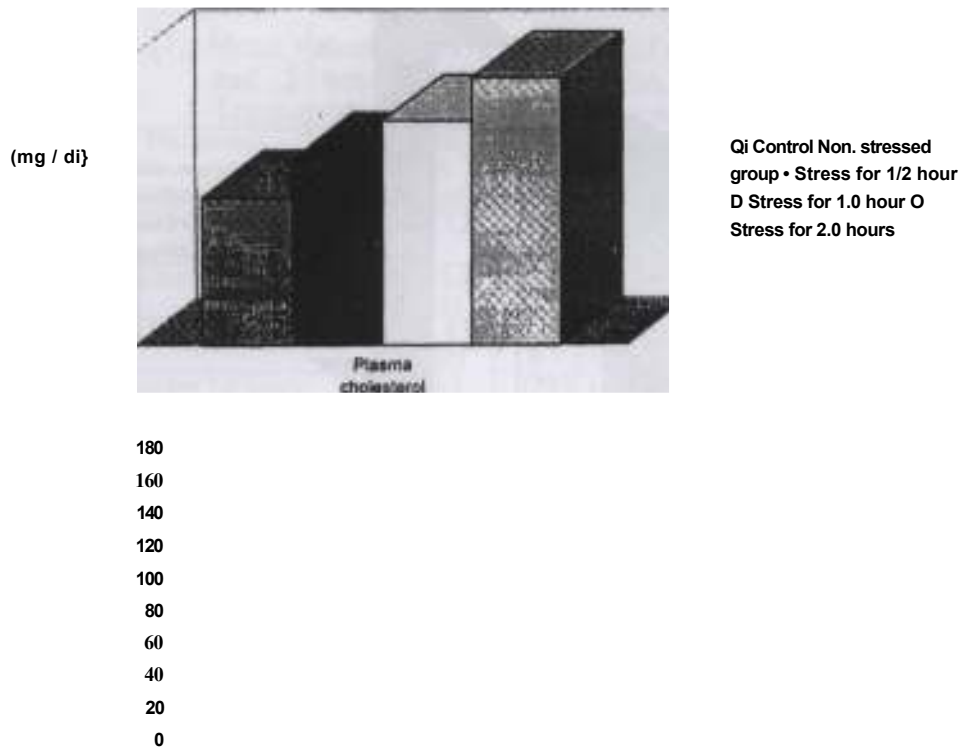 (mg / di}
Qi Control Non. stressed
group • Stress for 1/2 hour
D Stress for 1.0 hour O
Stress for 2.0 hours
Plasma
cholesterol
180
160
140
120
100
80
60
40
20
0